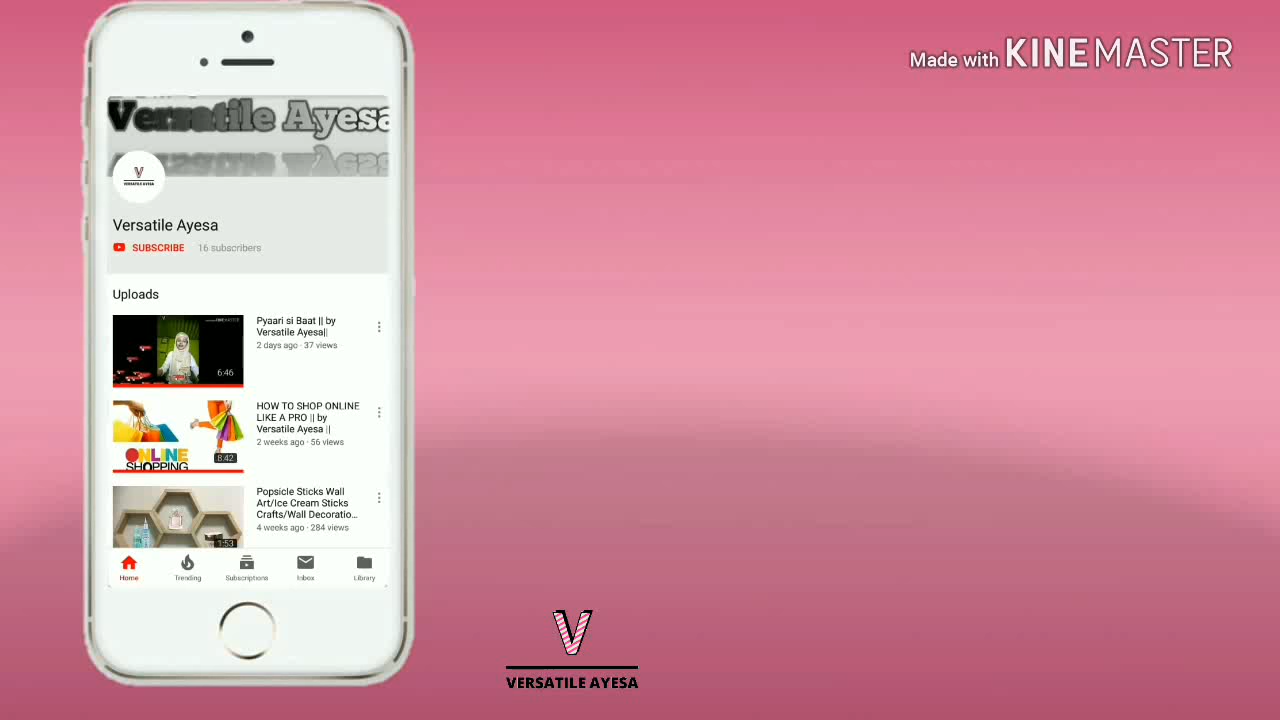 Made with KINEMASTER
Versatile Ayesa
V
VERSATILE AYESA
Versatile Ayesa
SUBSCRIBE 16 subscribers
Uploads
Pyaari si Baat || by
Versatile Ayesa||
2 days ago · 37 views
6:46
HOW TO SHOP ONLINE
LIKE A PRO || by
Versatile Ayesa ||
2 weeks ago · 56 views
ONLINE
SHOPPING
8:42
Popsicle Sticks Wall
Art/Ice Cream Sticks
Crafts/Wall Decoratio...
4 weeks ago · 284 views
1:53
Home Trending Subscriptions Inbox Library
V
VERSATILE AYESA